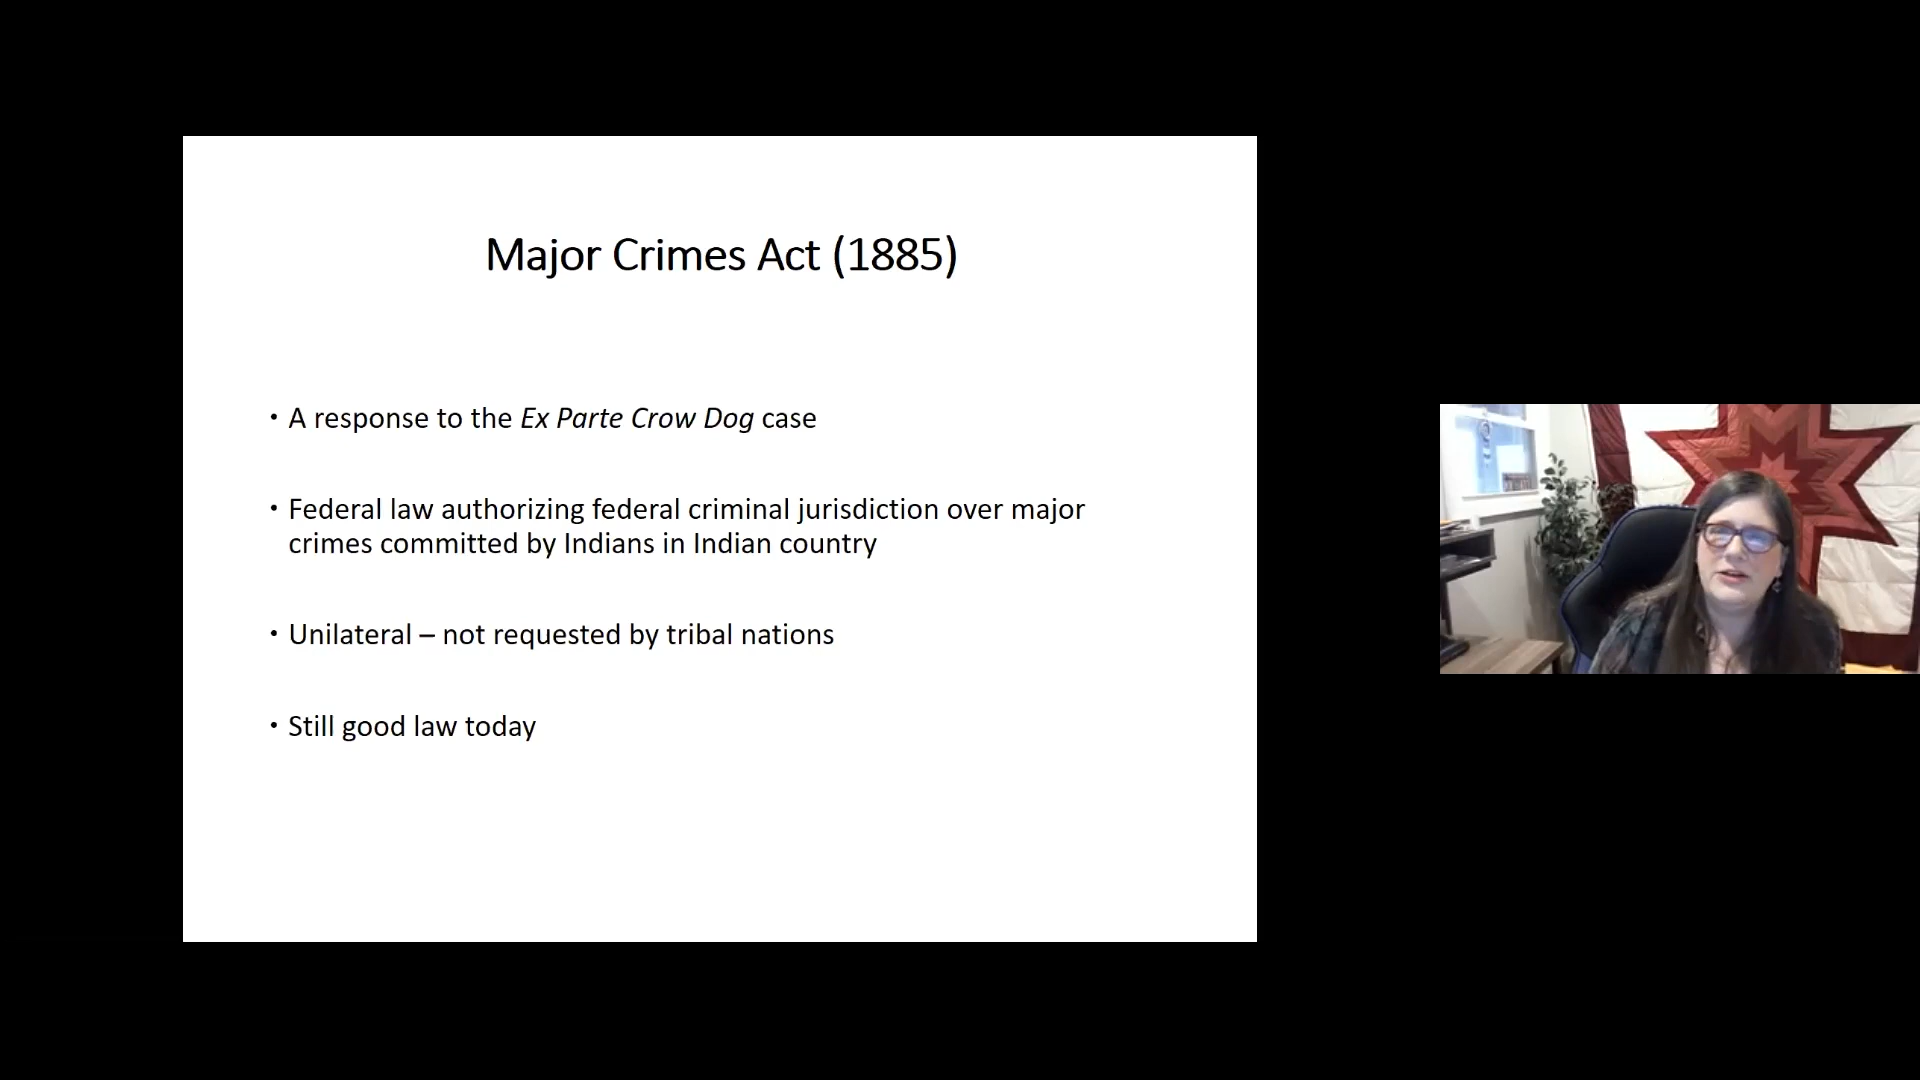 Major Crimes Act (1885)
• A response to the Ex Parte Crow Dog case
• Federal law authorizing federal criminal jurisdiction over major
crimes committed by Indians in Indian country
• Unilateral – not requested by tribal nations
• Still good law today